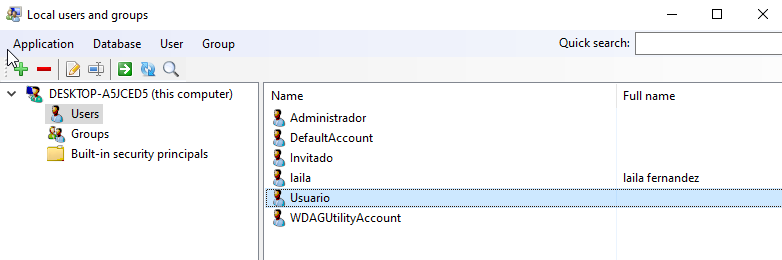 Local users and groups
Application Database User Group Quick search:
DESKTOP-A5JCED5 (this computer)
Users
Groups
Built-in security principals
Name Full name
Administrador
DefaultAccount
Invitado
laila laila fernandez
Usuario
WDAGUtilityAccount